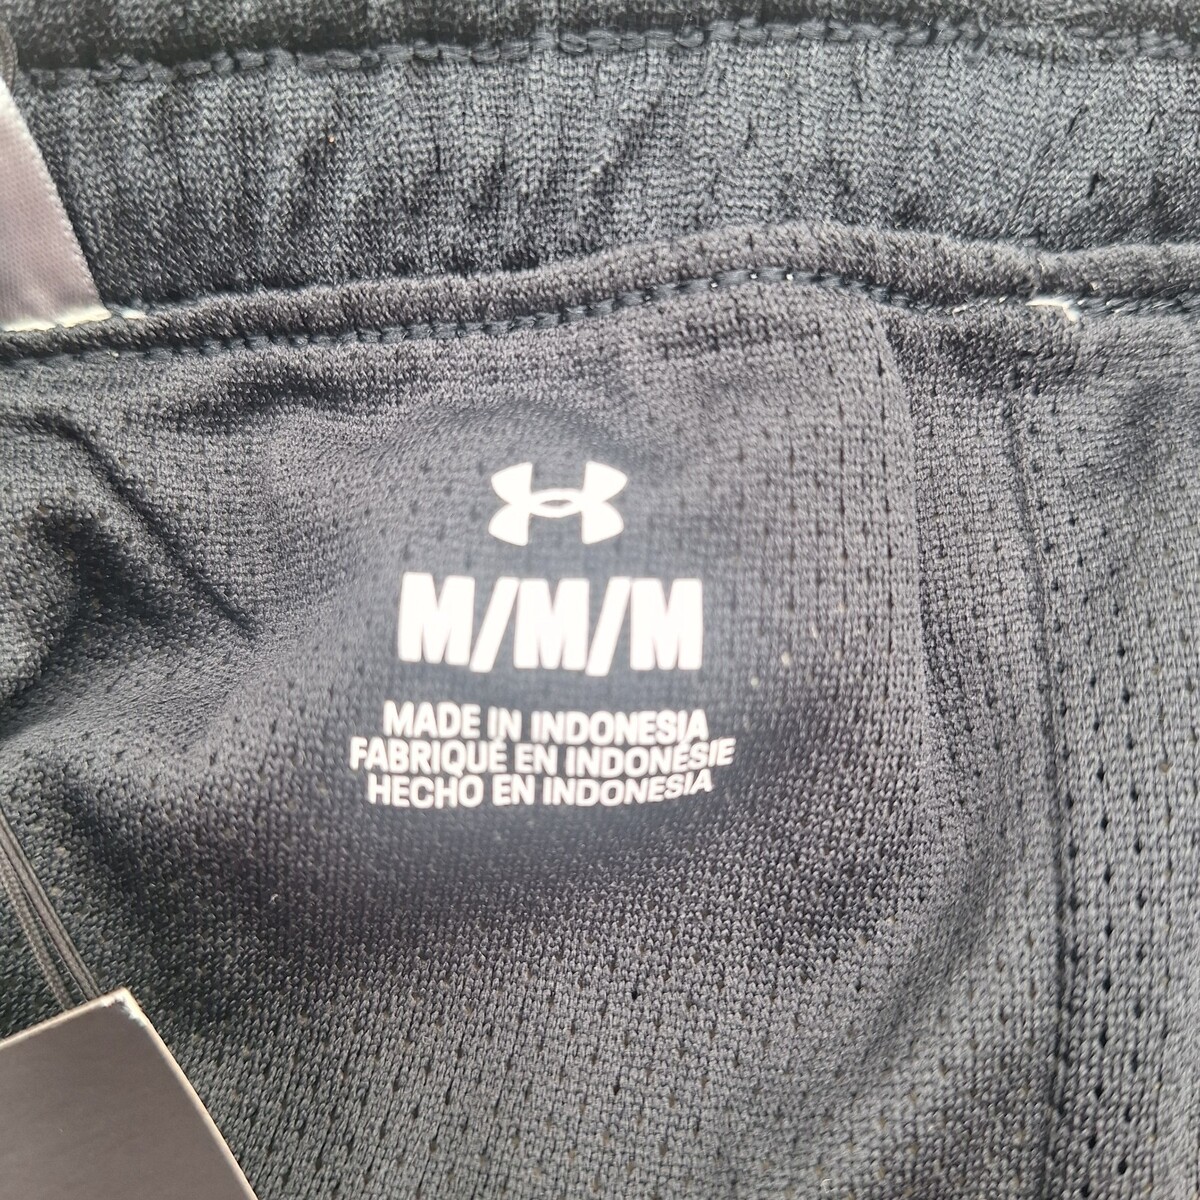 M/M/M
MADE IN INDONESIA
FABRIQUÉ EN INDONÉSIE
HECHO EN INDONESIA